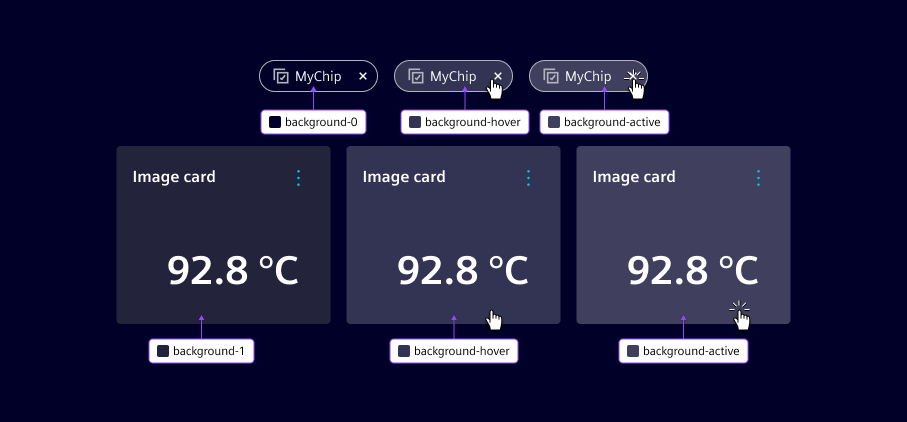 MyChip
MyChip
MyChip
background-0
background-hover
background-active
Image card
Image card
Image card
92.8 °C
92.8 °C
92.8 °C
background-1
background-hover
background-active